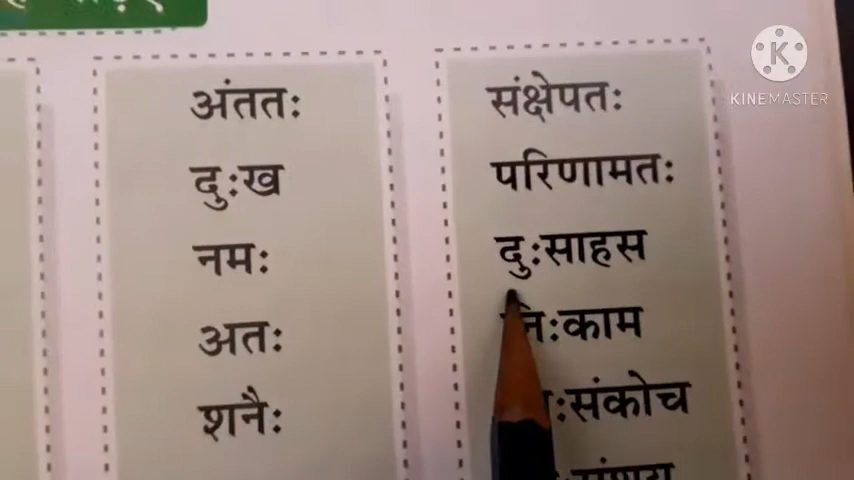 अंततः
दुःख
नमः
अतः
शनैः
संक्षेपतः
परिणामतः
दुःसाहस
निःकाम
ःसंकोच
KINEMASTER